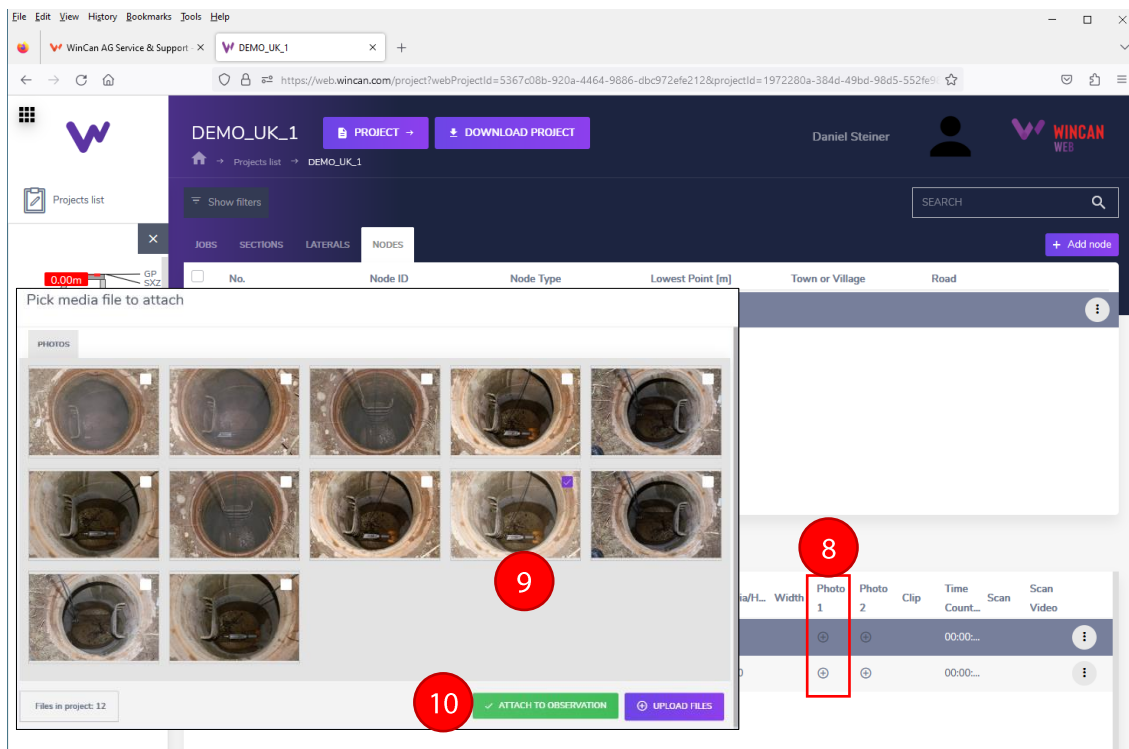 File Edit View History Bookmarks Tools Help
WinCan AG Service & Support - DEMO_UK_1
https://web.wincan.com/project?webProjectId=5367c08b-920a-4464-9886-dbc972efe212&projectId=1972280a-384d-49bd-98d5-552fe9
DEMO_UK_1 PROJECT → DOWNLOAD PROJECT Daniel Steiner WINCAN
WEB
→ Projects list → DEMO_UK_1
Projects list Show filters SEARCH
JOBS SECTIONS LATERALS NODES + Add node
0.00m GP
SXZ
No. Node ID Node Type Lowest Point [m] Town or Village Road
Pick media file to attach
PHOTOS
8
9
ia/H... Width Photo 1 Photo 2 Clip Time Count... Scan Scan Video
00:00:...
00:00:...
Files in project: 12 10 ATTACH TO OBSERVATION UPLOAD FILES